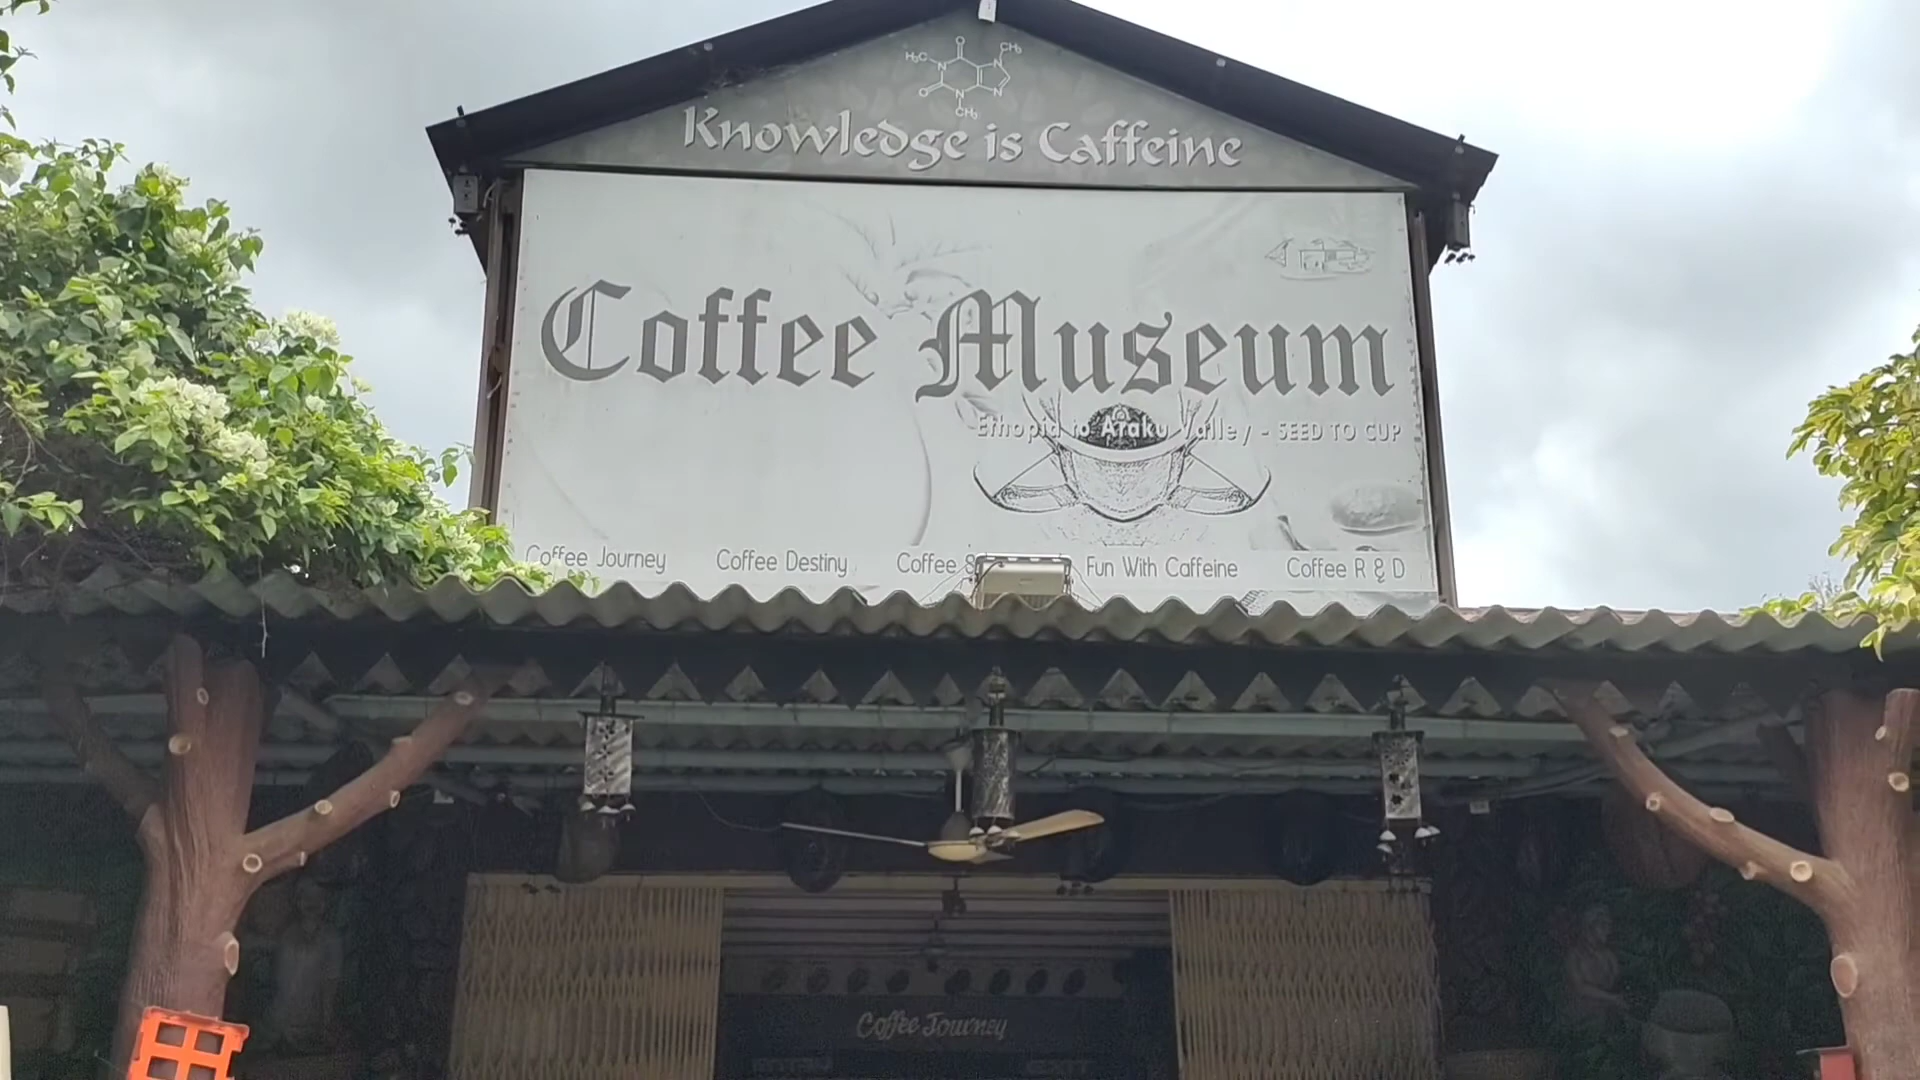 Knowledge is Caffeine
Coffee Museum
Ethopia to Araku Valley - SEED TO CUP
Coffee Journey Coffee Destiny Coffee Fun With Caffeine Coffee R & D
Coffee Journey